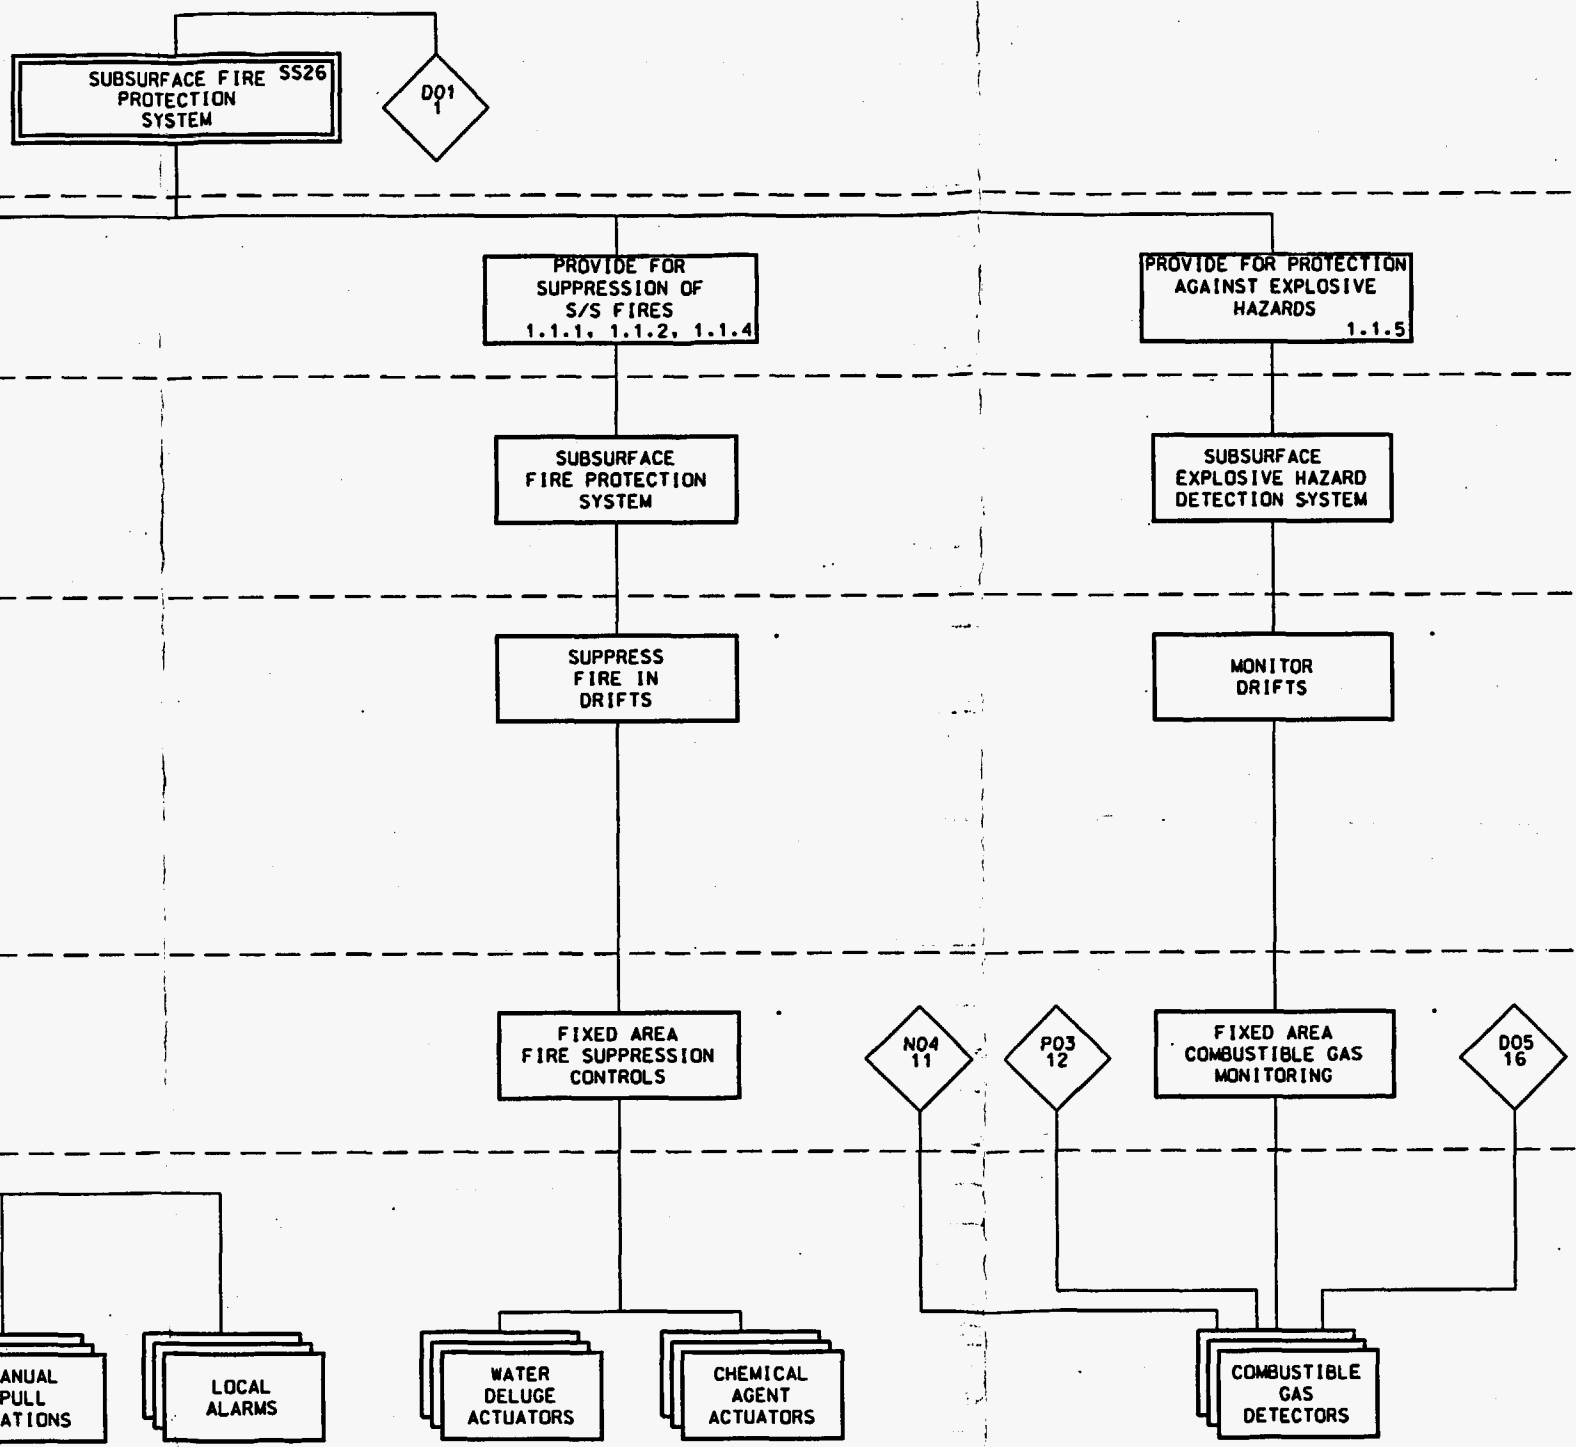 SUBSURFACE FIRE SS26
PROTECTION
SYSTEM
D01
1
PROVIDE FOR
SUPPRESSION OF
S/S FIRES
1.1.1, 1.1.2, 1.1.4
PROVIDE FOR PROTECTION
AGAINST EXPLOSIVE
HAZARDS
1.1.5
SUBSURFACE
FIRE PROTECTION
SYSTEM
SUBSURFACE
EXPLOSIVE HAZARD
DETECTION SYSTEM
SUPPRESS
FIRE IN
DRIFTS
MONITOR
DRIFTS
FIXED AREA
FIRE SUPPRESSION
CONTROLS
N04
11
P03
12
FIXED AREA
COMBUSTIBLE GAS
MONITORING
D05
16
ANUAL
PULL
ATIONS
LOCAL
ALARMS
WATER
DELUGE
ACTUATORS
CHEMICAL
AGENT
ACTUATORS
COMBUSTIBLE
GAS
DETECTORS